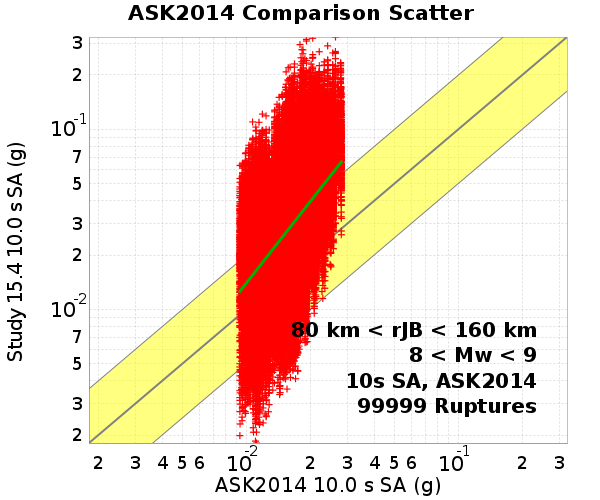 ASK2014 Comparison Scatter
3
2
10-1
7
5
3
2
10-2
7
5
3
2
Study 15.4 10.0 s SA (g)
80 km < rJB < 160 km
8 < Mw < 9
10s SA, ASK2014
99999 Ruptures
2 3 4 5 6 10-2 2 3 4 5 6 10-1 2 3
ASK2014 10.0 s SA (g)